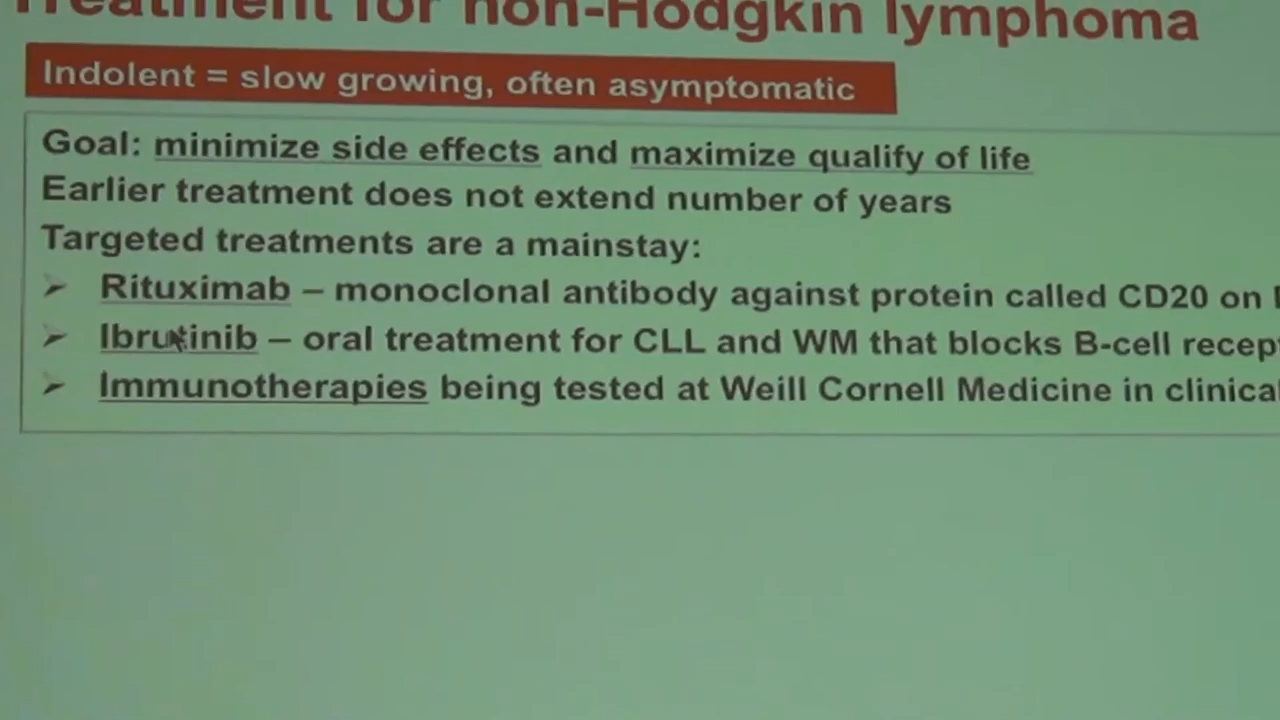 Treatment for non-Hodgkin lymphoma
Indolent = slow growing, often asymptomatic
Goal: minimize side effects and maximize qualify of life
Earlier treatment does not extend number of years
Targeted treatments are a mainstay:
➢ Rituximab – monoclonal antibody against protein called CD20 on
➢ Ibrutinib – oral treatment for CLL and WM that blocks B-cell
➢ Immunotherapies being tested at Weill Cornell Medicine in